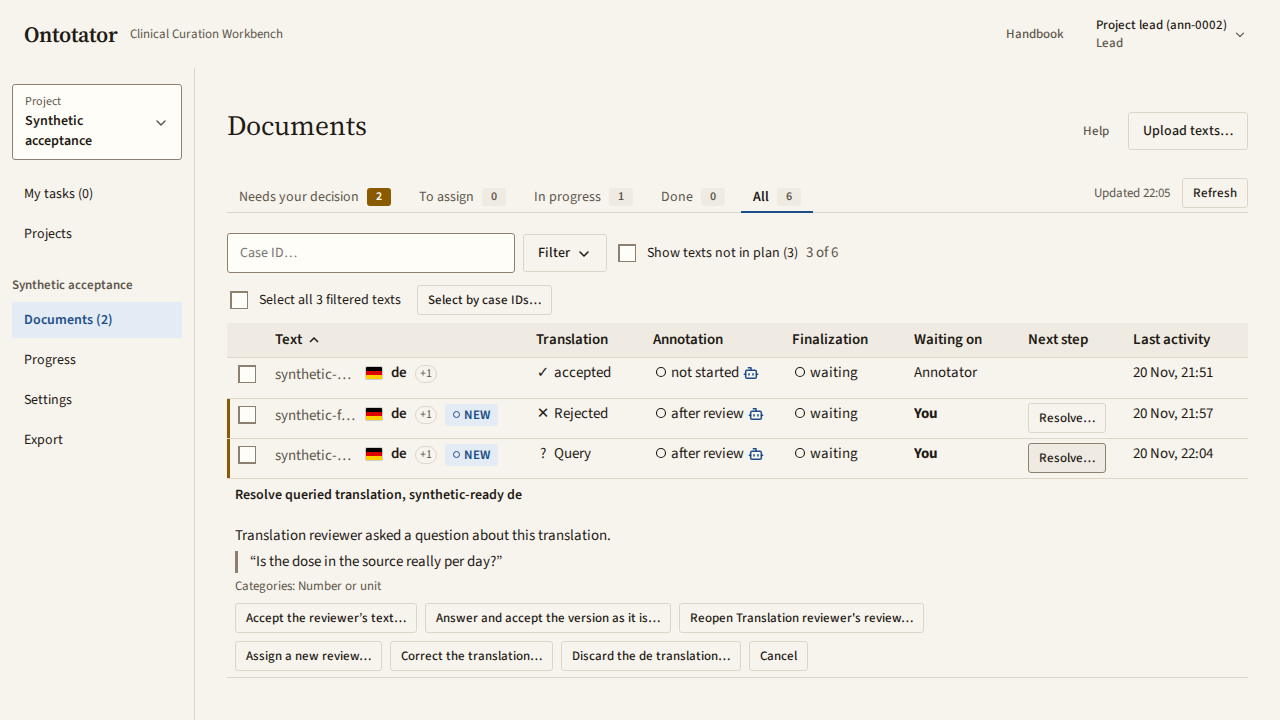 Ontotator Clinical Curation Workbench
Handbook
Project lead (ann-0002)
Lead
Project
Synthetic
acceptance
My tasks (0)
Projects
Synthetic acceptance
Documents (2)
Progress
Settings
Export
Documents
Help
Upload texts…
Needs your decision 2
To assign 0
In progress 1
Done 0
All 6
Updated 22:05
Refresh
Case ID…
Filter
Show texts not in plan (3) 3 of 6
Select all 3 filtered texts
Select by case IDs…
Text Translation Annotation Finalization Waiting on Next step Last activity
synthetic-… de +1 ✓ accepted not started waiting Annotator 20 Nov, 21:51
synthetic-f… de +1 NEW ✕ Rejected after review waiting You Resolve… 20 Nov, 21:57
synthetic-… de +1 NEW ? Query after review waiting You Resolve… 20 Nov, 22:04
Resolve queried translation, synthetic-ready de
Translation reviewer asked a question about this translation.
“Is the dose in the source really per day?”
Categories: Number or unit
Accept the reviewer’s text… Answer and accept the version as it is… Reopen Translation reviewer's review…
Assign a new review… Correct the translation… Discard the de translation… Cancel